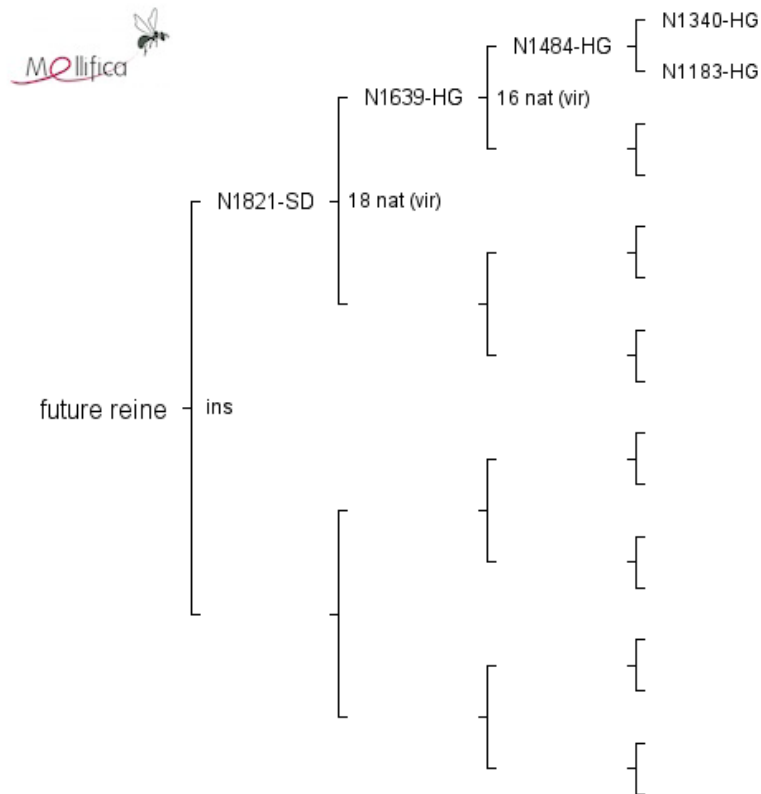 Mellifica
N1340-HG
N1484-HG
N1183-HG
N1639-HG
16 nat (vir)
N1821-SD
18 nat (vir)
future reine
ins